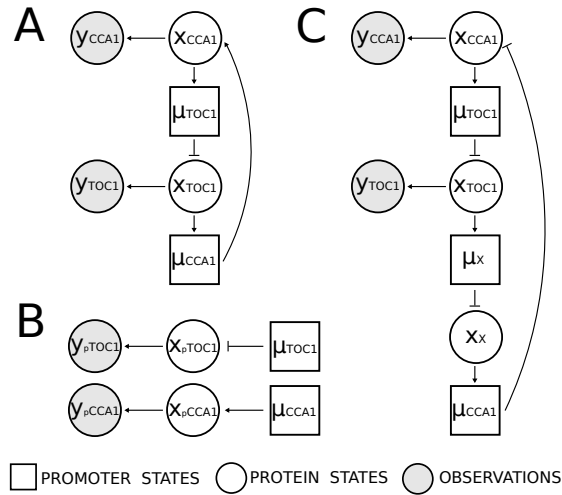 A
yCCA1
xCCA1
μTOC1
yTOC1
xTOC1
μCCA1
B
ypTOC1
xpTOC1
μTOC1
ypCCA1
xpCCA1
μCCA1
C
yCCA1
xCCA1
μTOC1
yTOC1
xTOC1
μX
xX
μCCA1
PROMOTER STATES
PROTEIN STATES
OBSERVATIONS